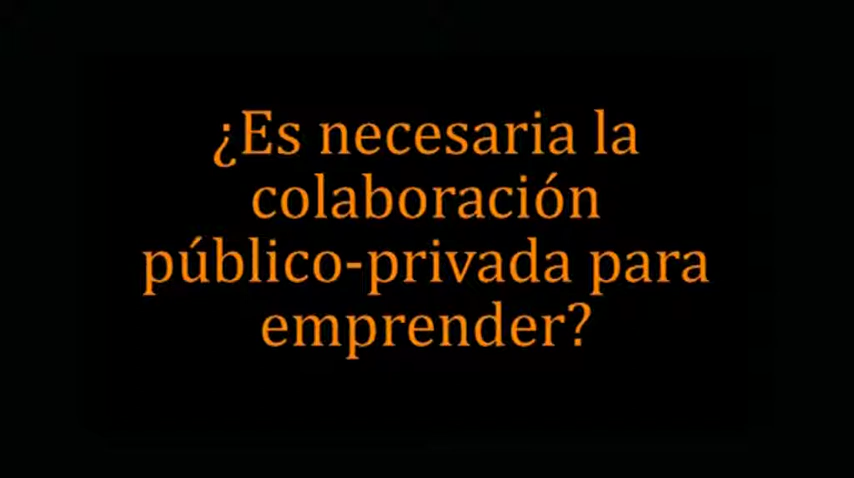 ¿Es necesaria la
colaboración
público-privada para
emprender?